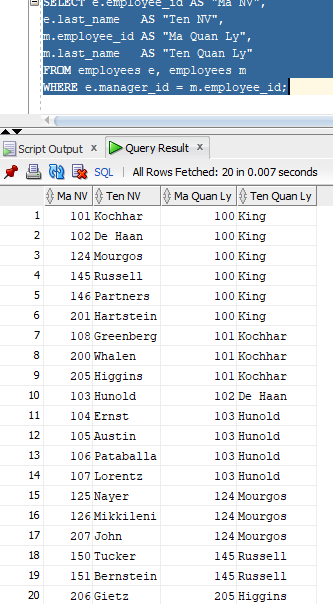 SELECT e.employee_id AS "Ma NV",
e.last_name AS "Ten NV",
m.employee_id AS "Ma Quan Ly",
m.last_name AS "Ten Quan Ly"
FROM employees e, employees m
WHERE e.manager_id = m.employee_id;
Script Output x Query Result x
SQL | All Rows Fetched: 20 in 0.007 seconds
Ma NV Ten NV Ma Quan Ly Ten Quan Ly
1 101 Kochhar 100 King
2 102 De Haan 100 King
3 124 Mourgos 100 King
4 145 Russell 100 King
5 146 Partners 100 King
6 201 Hartstein 100 King
7 108 Greenberg 101 Kochhar
8 200 Whalen 101 Kochhar
9 205 Higgins 101 Kochhar
10 103 Hunold 102 De Haan
11 104 Ernst 103 Hunold
12 105 Austin 103 Hunold
13 106 Pataballa 103 Hunold
14 107 Lorentz 103 Hunold
15 125 Nayer 124 Mourgos
16 126 Mikkileni 124 Mourgos
17 207 John 124 Mourgos
18 150 Tucker 145 Russell
19 151 Bernstein 145 Russell
20 206 Gietz 205 Higgins